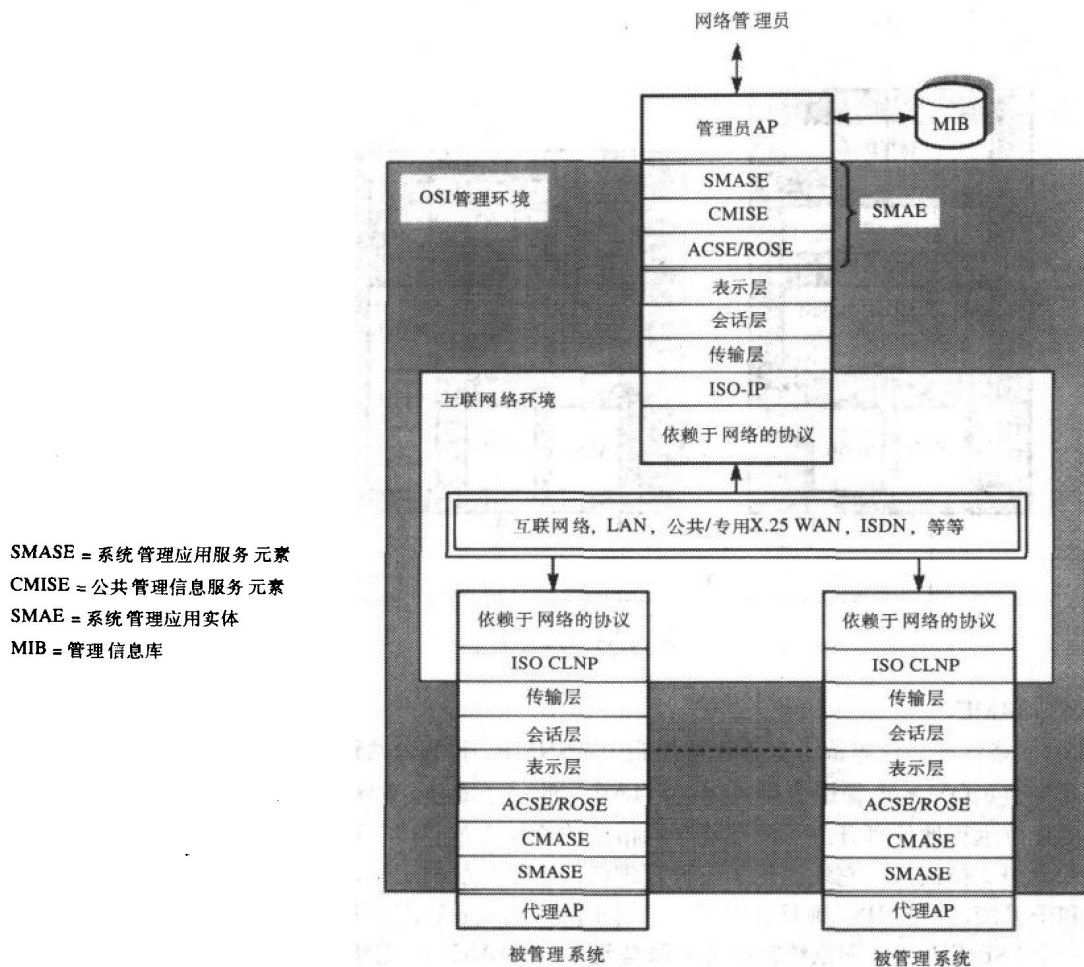 网络管理员
管理员AP
MIB
OSI管理环境
SMASE
CMISE
ACSE/ROSE
SMAE
表示层
会话层
传输层
ISO-IP
依赖于网络的协议
互联网络环境
互联网络, LAN, 公共/专用X.25 WAN, ISDN, 等等
SMASE = 系统管理应用服务元素
CMISE = 公共管理信息服务元素
SMAE = 系统管理应用实体
MIB = 管理信息库
依赖于网络的协议
ISO CLNP
传输层
会话层
表示层
ACSE/ROSE
CMASE
SMASE
代理AP
被管理系统
依赖于网络的协议
ISO CLNP
传输层
会话层
表示层
ACSE/ROSE
CMASE
SMASE
代理AP
被管理系统